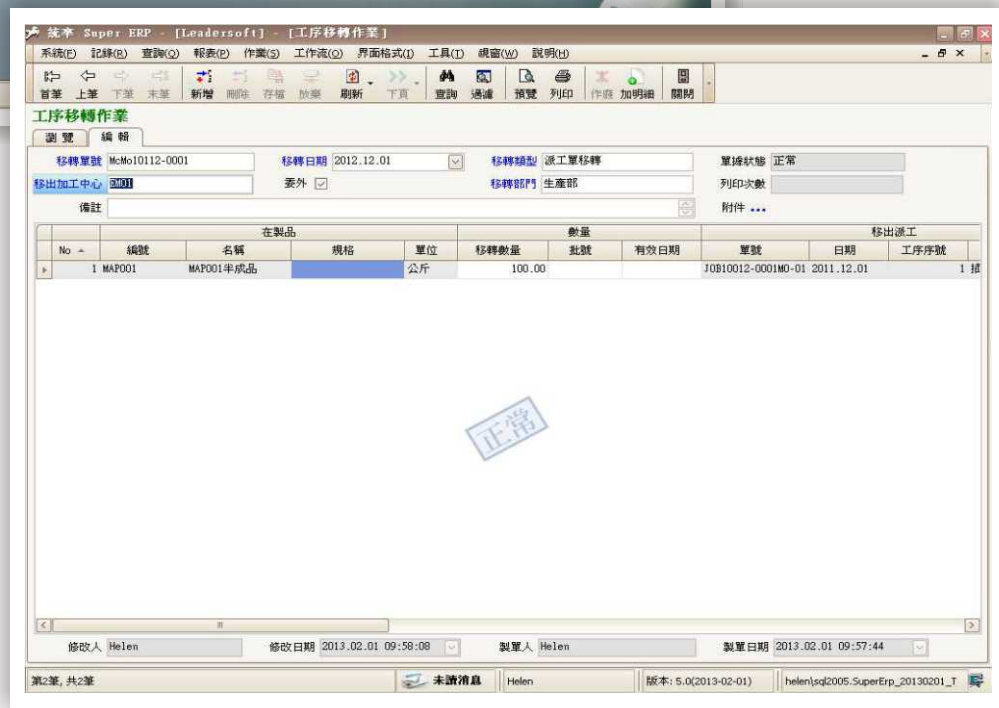 統率 Super ERP - [Leadersoft] - [工序移轉作業]
系統(F) 記錄(R) 查詢(Q) 報表(P) 作業(S) 工作流(O) 界面格式(I) 工具(T) 視窗(W) 説明(H)
首筆 上筆 下筆 末筆 新增 刪除 存檔 放棄 刷新 下頁 查詢 過濾 預覽 列印 作廢 加明細 關閉
工序移轉作業
瀏覽 編輯
移轉單號 McMo10112-0001 移轉日期 2012.12.01 移轉類型 派工單移轉 單據狀態 正常
移出加工中心 EM01 委外 移轉部門 生產部 列印次數
備註 附件
在製品 數量 移出派工
No 編號 名稱 規格 單位 移轉數量 批號 有效日期 單號 日期 工序序號
1 MAP001 MAP001半成品 公斤 100.00 JOB10012-0001MO-01 2011.12.01 1
正常
修改人 Helen 修改日期 2013.02.01 09:58:08 製單人 Helen 製單日期 2013.02.01 09:57:44
第2筆, 共2筆 未讀消息 Helen 版本: 5.0(2013-02-01) helen\sql2005.SuperErp_20130201_T